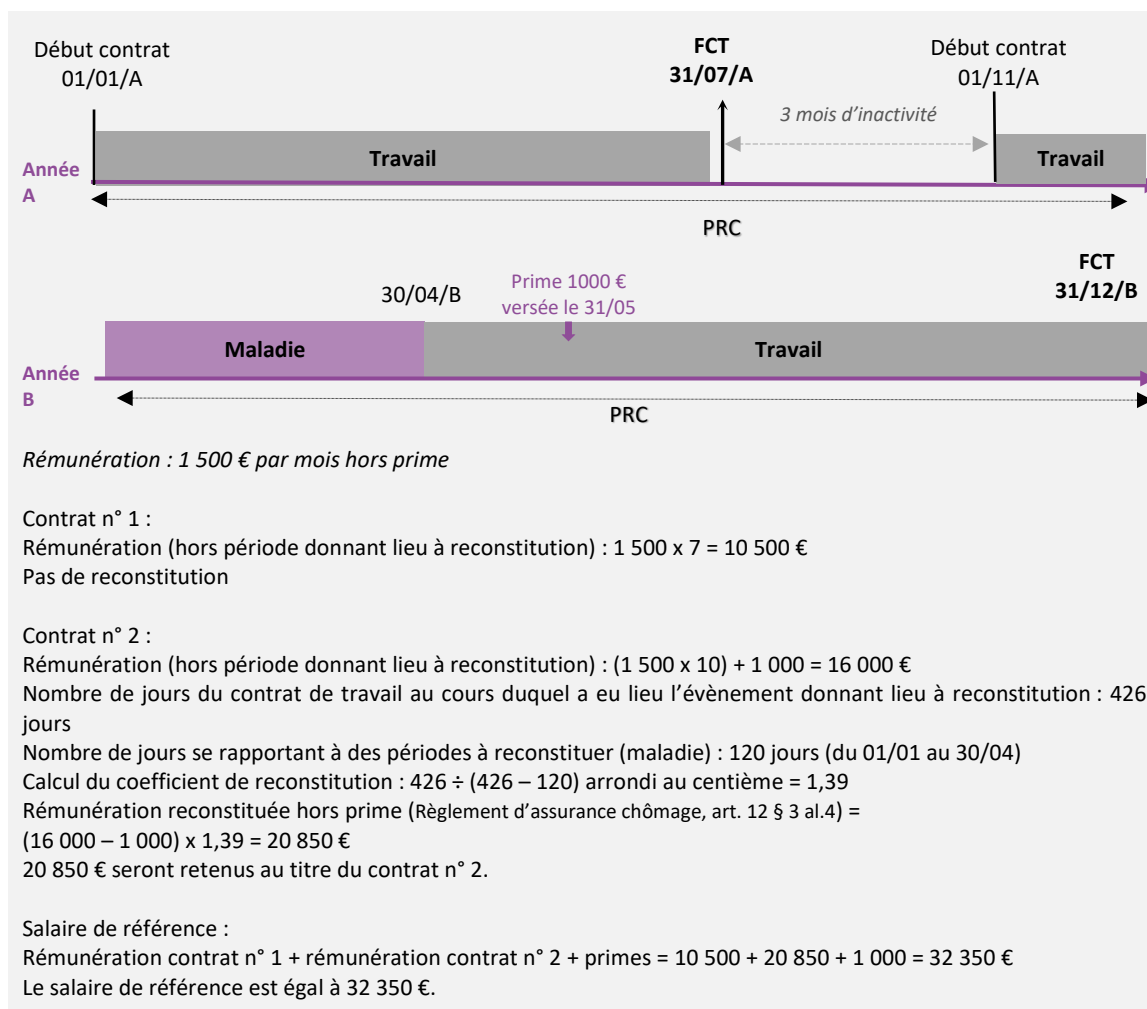 Début contrat
01/01/A
FCT
31/07/A
Début contrat
01/11/A
3 mois d’inactivité
Travail
Travail
Année
A
PRC
FCT
31/12/B
30/04/B
Prime 1000 €
versée le 31/05
Maladie
Travail
Année
B
PRC
Rémunération : 1 500 € par mois hors prime
Contrat n° 1 :
Rémunération (hors période donnant lieu à reconstitution) : 1 500 x 7 = 10 500 €
Pas de reconstitution
Contrat n° 2 :
Rémunération (hors période donnant lieu à reconstitution) : (1 500 x 10) + 1 000 = 16 000 €
Nombre de jours du contrat de travail au cours duquel a eu lieu l’évènement donnant lieu à reconstitution : 426
jours
Nombre de jours se rapportant à des périodes à reconstituer (maladie) : 120 jours (du 01/01 au 30/04)
Calcul du coefficient de reconstitution : 426 ÷ (426 – 120) arrondi au centième = 1,39
Rémunération reconstituée hors prime (Règlement d’assurance chômage, art. 12 § 3 al.4) =
(16 000 – 1 000) x 1,39 = 20 850 €
20 850 € seront retenus au titre du contrat n° 2.
Salaire de référence :
Rémunération contrat n° 1 + rémunération contrat n° 2 + primes = 10 500 + 20 850 + 1 000 = 32 350 €
Le salaire de référence est égal à 32 350 €.